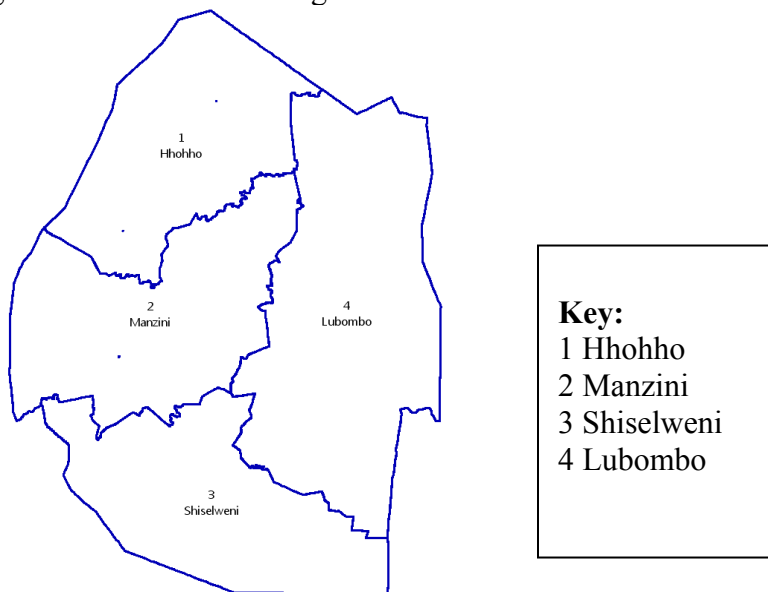 1
Hhohho
2
Manzini
4
Lubombo
3
Shiselweni
Key:
1 Hhohho
2 Manzini
3 Shiselweni
4 Lubombo